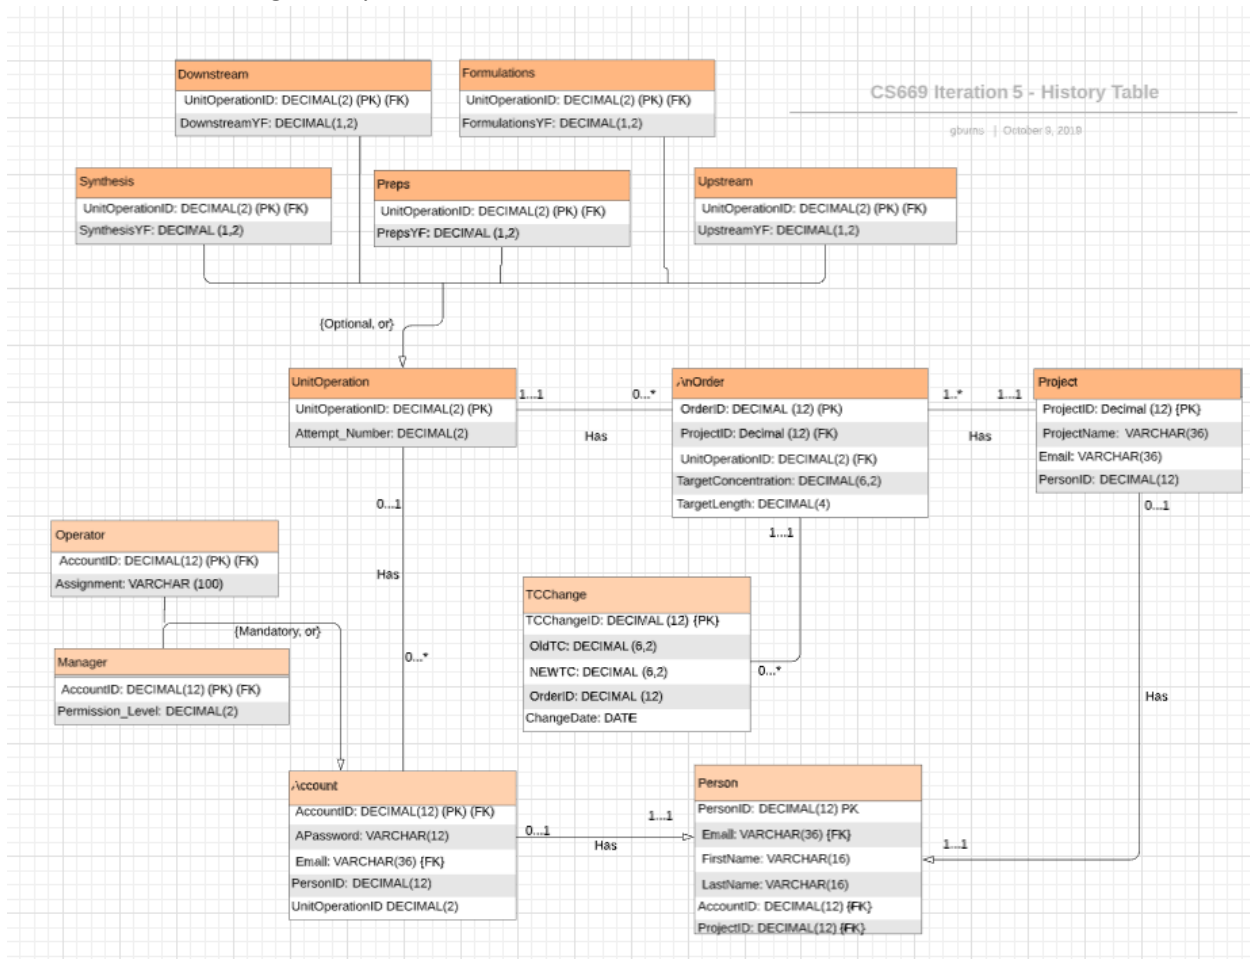 Downstream
UnitOperationID: DECIMAL(2) (PK) (FK)
DownstreamYF: DECIMAL(1,2)
Formulations
UnitOperationID: DECIMAL(2) (PK) (FK)
FormulationsYF: DECIMAL(1,2)
CS669 Iteration 5 - History Table
gburns | October 9, 2019
Synthesis
UnitOperationID: DECIMAL(2) (PK) (FK)
SynthesisYF: DECIMAL (1,2)
Preps
UnitOperationID: DECIMAL(2) (PK) (FK)
PrepsYF: DECIMAL (1,2)
Upstream
UnitOperationID: DECIMAL(2) (PK) (FK)
UpstreamYF: DECIMAL(1,2)
{Optional, or}
UnitOperation
UnitOperationID: DECIMAL(2) (PK)
Attempt_Number: DECIMAL(2)
1...1
0...*
Has
AnOrder
OrderID: DECIMAL (12) (PK)
ProjectID: Decimal (12) (FK)
UnitOperationID: DECIMAL(2) (FK)
TargetConcentration: DECIMAL(6,2)
TargetLength: DECIMAL(4)
1..*
1...1
Has
Project
ProjectID: Decimal (12) {PK}
ProjectName: VARCHAR(36)
Email: VARCHAR(36)
PersonID: DECIMAL(12)
0...1
Has
0...*
1...1
0...*
0...1
Has
1...1
Operator
AccountID: DECIMAL(12) (PK) (FK)
Assignment: VARCHAR (100)
{Mandatory, or}
Manager
AccountID: DECIMAL(12) (PK) (FK)
Permission_Level: DECIMAL(2)
TCChange
TCChangeID: DECIMAL (12) {PK}
OldTC: DECIMAL (6,2)
NEWTC: DECIMAL (6,2)
OrderID: DECIMAL (12)
ChangeDate: DATE
Account
AccountID: DECIMAL(12) (PK) (FK)
APassword: VARCHAR(12)
Email: VARCHAR(36) {FK}
PersonID: DECIMAL(12)
UnitOperationID DECIMAL(2)
0...1
1...1
Has
Person
PersonID: DECIMAL(12) PK
Email: VARCHAR(36) {FK}
FirstName: VARCHAR(16)
LastName: VARCHAR(16)
AccountID: DECIMAL(12) {FK}
ProjectID: DECIMAL(12) {FK}